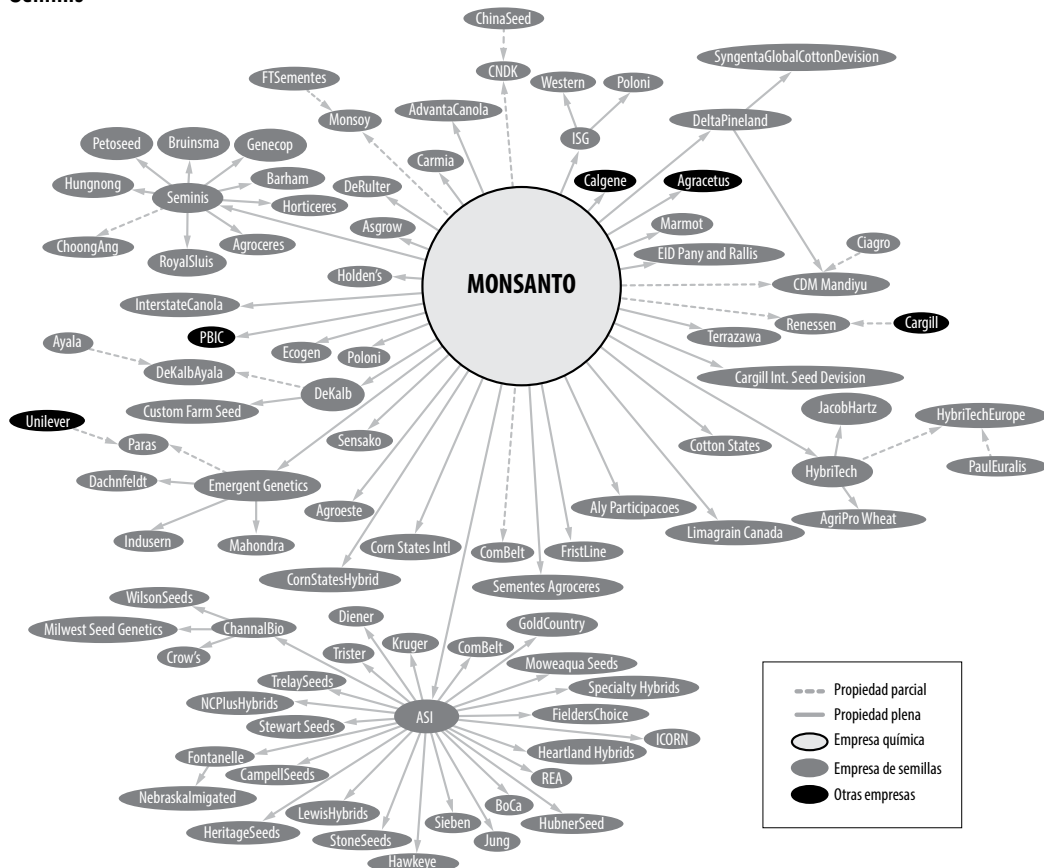 ChinaSeed
SyngentaGlobalCottonDevision
FTSementes
CNDK
Western
Poloni
AdvantaCanola
Monsoy
DeltaPineland
Petoseed
Bruinsma
Genecop
ISG
Carmia
Calgene
Agracetus
Hungnong
Barham
DeRulter
Seminis
Horticeres
Marmot
Asgrow
ChoongAng
Agroceres
EID Pany and Rallis
Ciagro
RoyalSluis
Holden's
MONSANTO
CDM Mandiyu
InterstateCanola
Renessen
Cargill
PBIC
Terrazawa
Ayala
Ecogen
Poloni
DeKalbAyala
Cargill Int. Seed Devision
DeKalb
Custom Farm Seed
JacobHartz
HybriTechEurope
Unilever
Paras
Sensako
Cotton States
HybriTech
PaulEuralis
Dachnfeldt
Emergent Genetics
Aly Participacoes
Agroeste
AgriPro Wheat
Limagrain Canada
Indusern
Mahondra
Corn States Intl
ComBelt
FristLine
CornStatesHybrid
Sementes Agroceres
WilsonSeeds
Diener
GoldCountry
Milwest Seed Genetics
ChannalBio
Kruger
ComBelt
Crow's
Trister
Moweaqua Seeds
TrelaySeeds
Specialty Hybrids
NCPlusHybrids
ASI
FieldersChoice
Stewart Seeds
ICORN
Fontanelle
Heartland Hybrids
CampellSeeds
REA
NebraskaImigated
LewisHybrids
BoCa
HeritageSeeds
StoneSeeds
Sieben
Jung
HubnerSeed
Hawkeye
Propiedad parcial
Propiedad plena
Empresa química
Empresa de semillas
Otras empresas